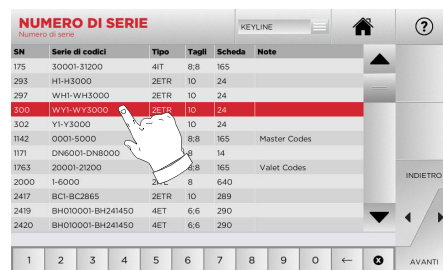 NUMERO DI SERIE
Numero di serie
KEYLINE
?
SN Serie di codici Tipo Tagli Scheda Note
175 30001-31200 4IT 8;8 165
293 H1-H3000 2ETR 10 24
297 WH1-WH3000 2ETR 10 24
300 WY1-WY3000 2ETR 10 24
302 Y1-Y3000 10 24
1142 0001-5000 8;8 165 Master Codes
1171 DN6001-DN8000 8 14
1763 20001-21200 8;8 165 Valet Codes
2000 1-6000 8 640
2417 BC1-BC2865 2ETR 10 289
2419 BH010001-BH241450 4ET 6;6 290
2420 BH010001-BH241450 4ET 6;6 290
INDIETRO
AVANTI
1 2 3 4 5 6 7 8 9 0 ←